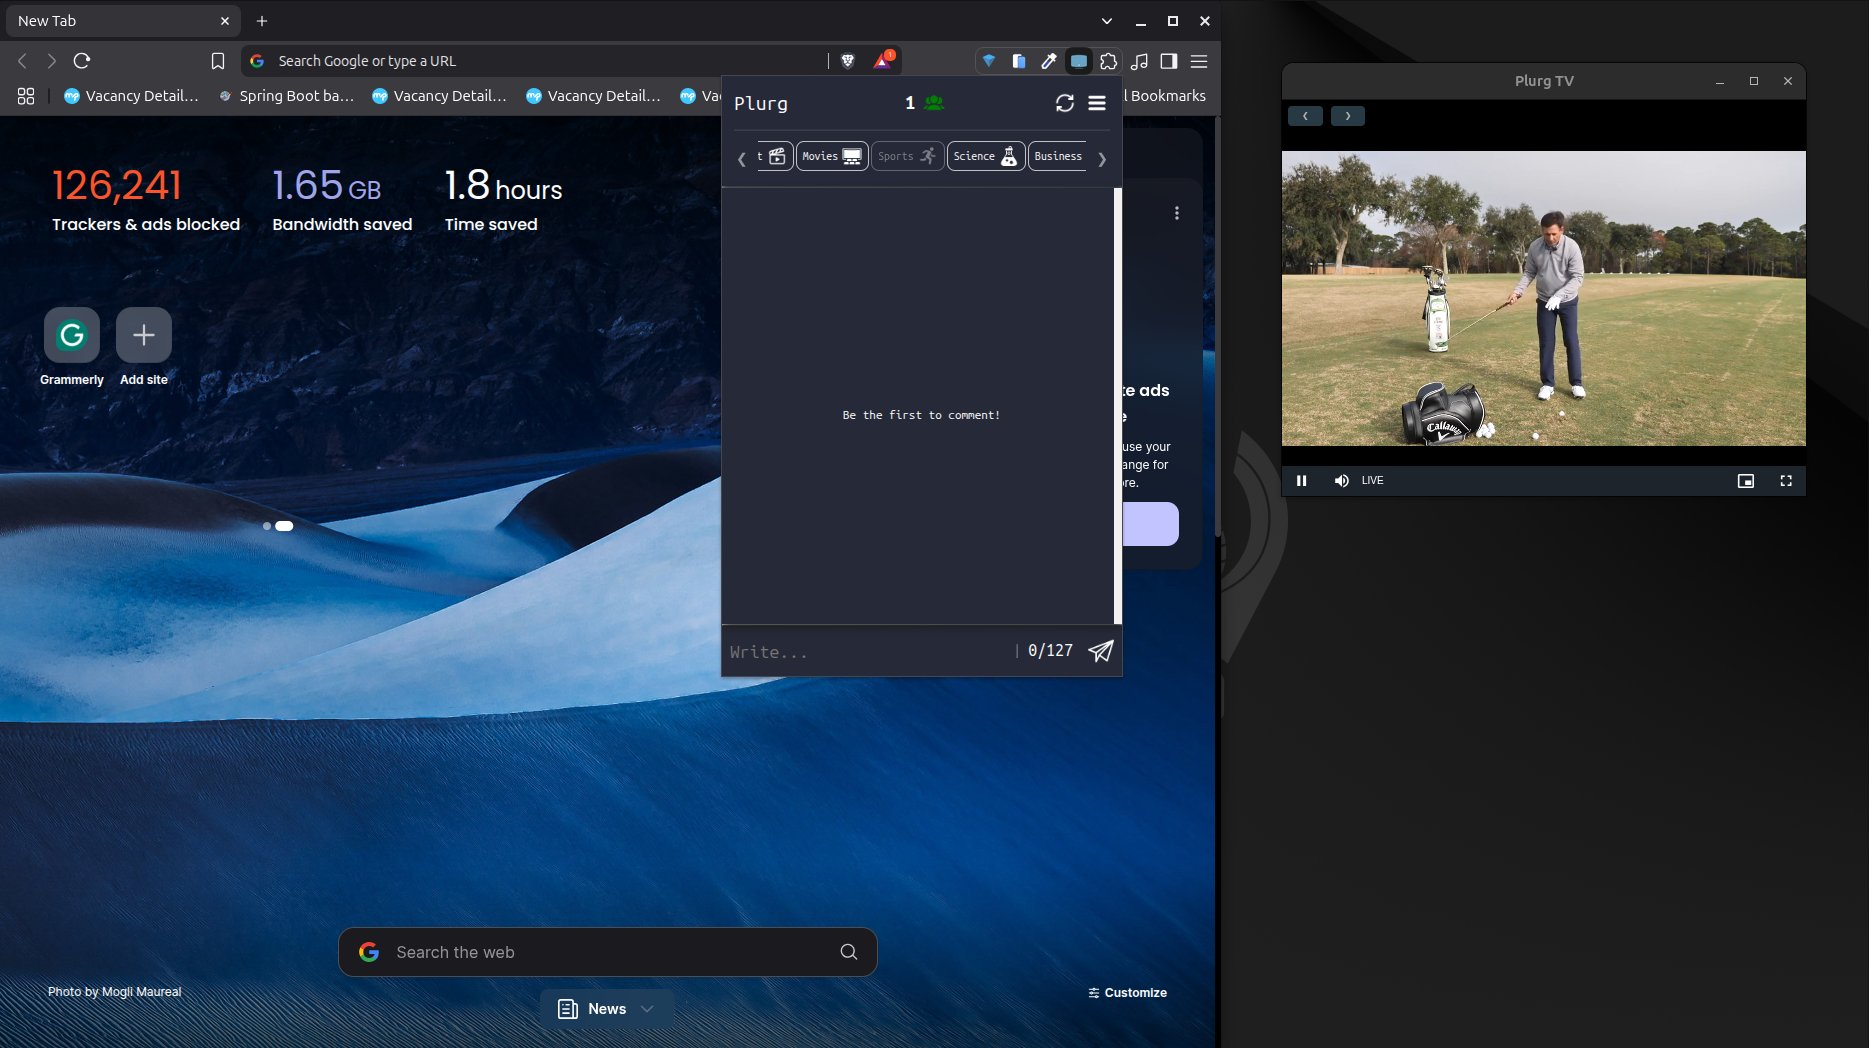 New Tab
Search Google or type a URL
1
Vacancy Detail...
Spring Boot ba...
Vacancy Detail...
Vacancy Detail...
Va
l Bookmarks
126,241
Trackers & ads blocked
1.65 GB
Bandwidth saved
1.8 hours
Time saved
Grammerly
Add site
Plurg
1
t
Movies
Sports
Science
Business
Be the first to comment!
Write...
| 0/127
te ads
e
use your
ange for
ore.
Search the web
Photo by Mogli Maureal
News
Customize
Plurg TV
Callaway
LIVE